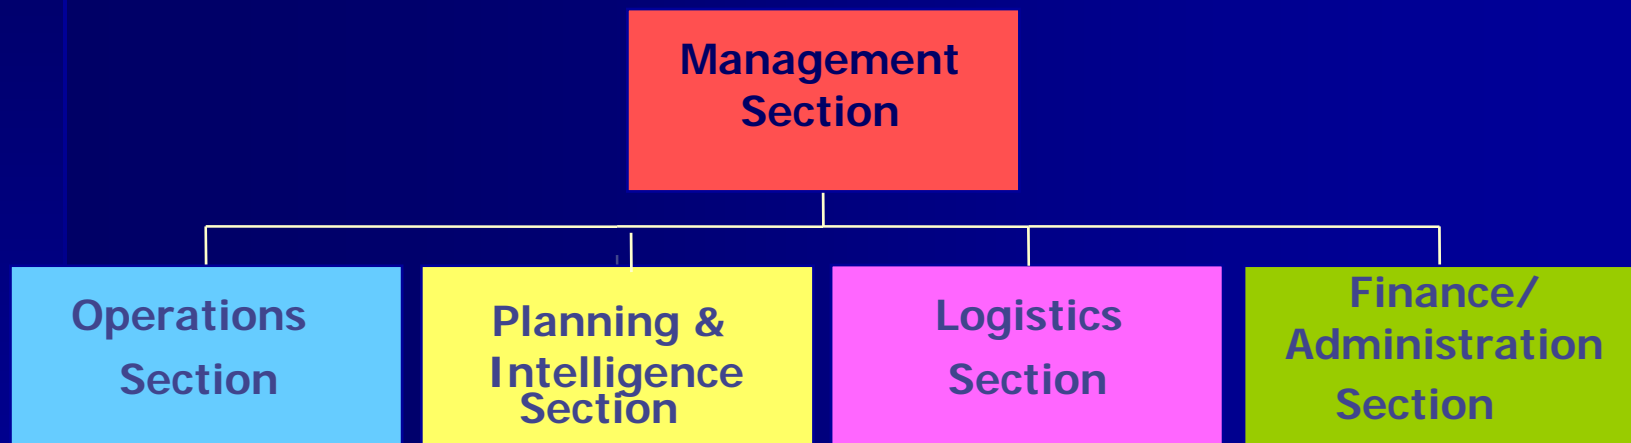 Management
Section
Operations
Section
Planning &
Intelligence
Section
Logistics
Section
Finance/
Administration
Section